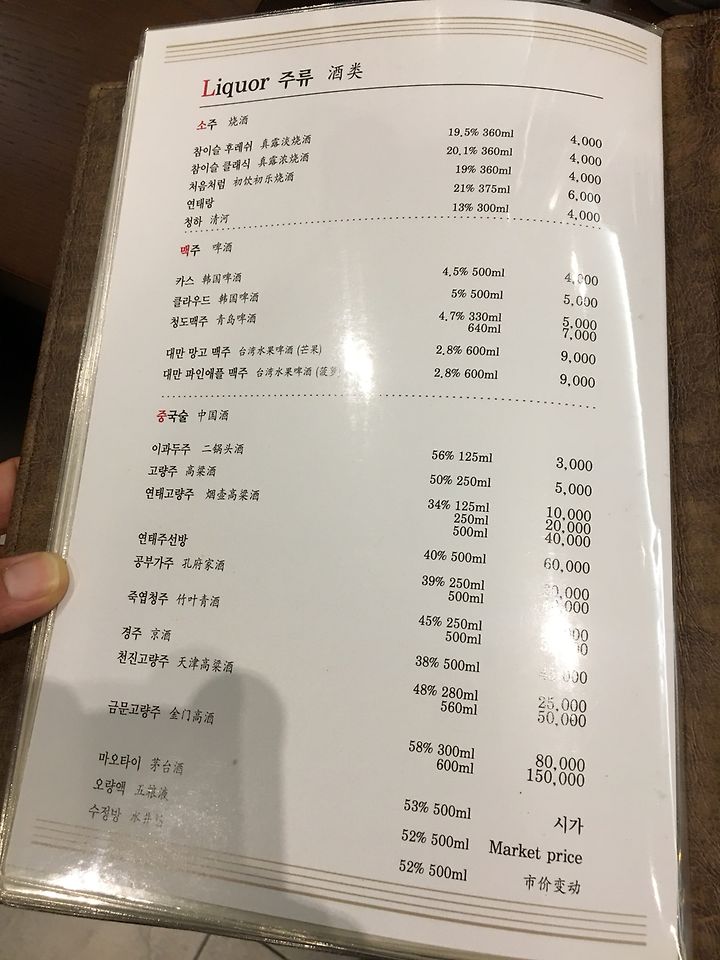 Liquor 주류 酒类
소주 烧酒
참이슬 후레쉬 真露淡烧酒 19.5% 360ml 4,000
참이슬 클래식 真露浓烧酒 20.1% 360ml 4,000
처음처럼 初饮初乐烧酒 19% 360ml 4,000
연태랑 21% 375ml 6,000
청하 清河 13% 300ml 4,000
맥주 啤酒
카스 韩国啤酒 4.5% 500ml 4,000
클라우드 韩国啤酒 5% 500ml 5,000
청도맥주 青岛啤酒 4.7% 330ml 5,000
640ml 7,000
대만 망고 맥주 台湾水果啤酒 (芒果) 2.8% 600ml 9,000
대만 파인애플 맥주 台湾水果啤酒 (菠萝) 2.8% 600ml 9,000
중국술 中国酒
이과두주 二锅头酒 56% 125ml 3,000
고량주 高粱酒 50% 250ml 5,000
연태고량주 烟壶高粱酒 34% 125ml 10,000
250ml 20,000
500ml 40,000
연태주선방 40% 500ml 60,000
공부가주 孔府家酒 39% 250ml
500ml
죽엽청주 竹叶青酒 45% 250ml
500ml
경주 京酒 38% 500ml
천진고량주 天津高粱酒 48% 280ml 25,000
560ml 50,000
금문고량주 金门高酒 58% 300ml 80,000
600ml 150,000
마오타이 茅台酒 53% 500ml 시가
오량액 五粮液 52% 500ml Market price
수정방 水井坊 52% 500ml 市价变动